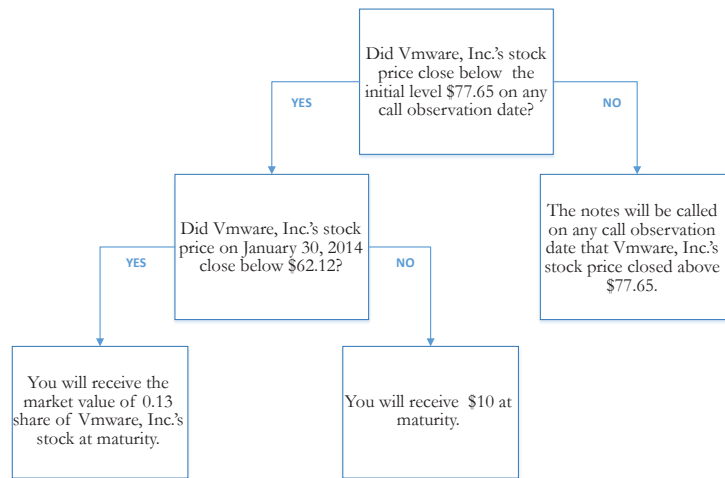 Did Vmware, Inc.'s stock
price close below the
initial level $77.65 on any
call observation date?
YES
NO
Did Vmware, Inc.'s stock
price on January 30, 2014
close below $62.12?
The notes will be called
on any call observation
date that Vmware, Inc.'s
stock price closed above
$77.65.
YES
NO
You will receive the
market value of 0.13
share of Vmware, Inc.'s
stock at maturity.
You will receive $10 at
maturity.